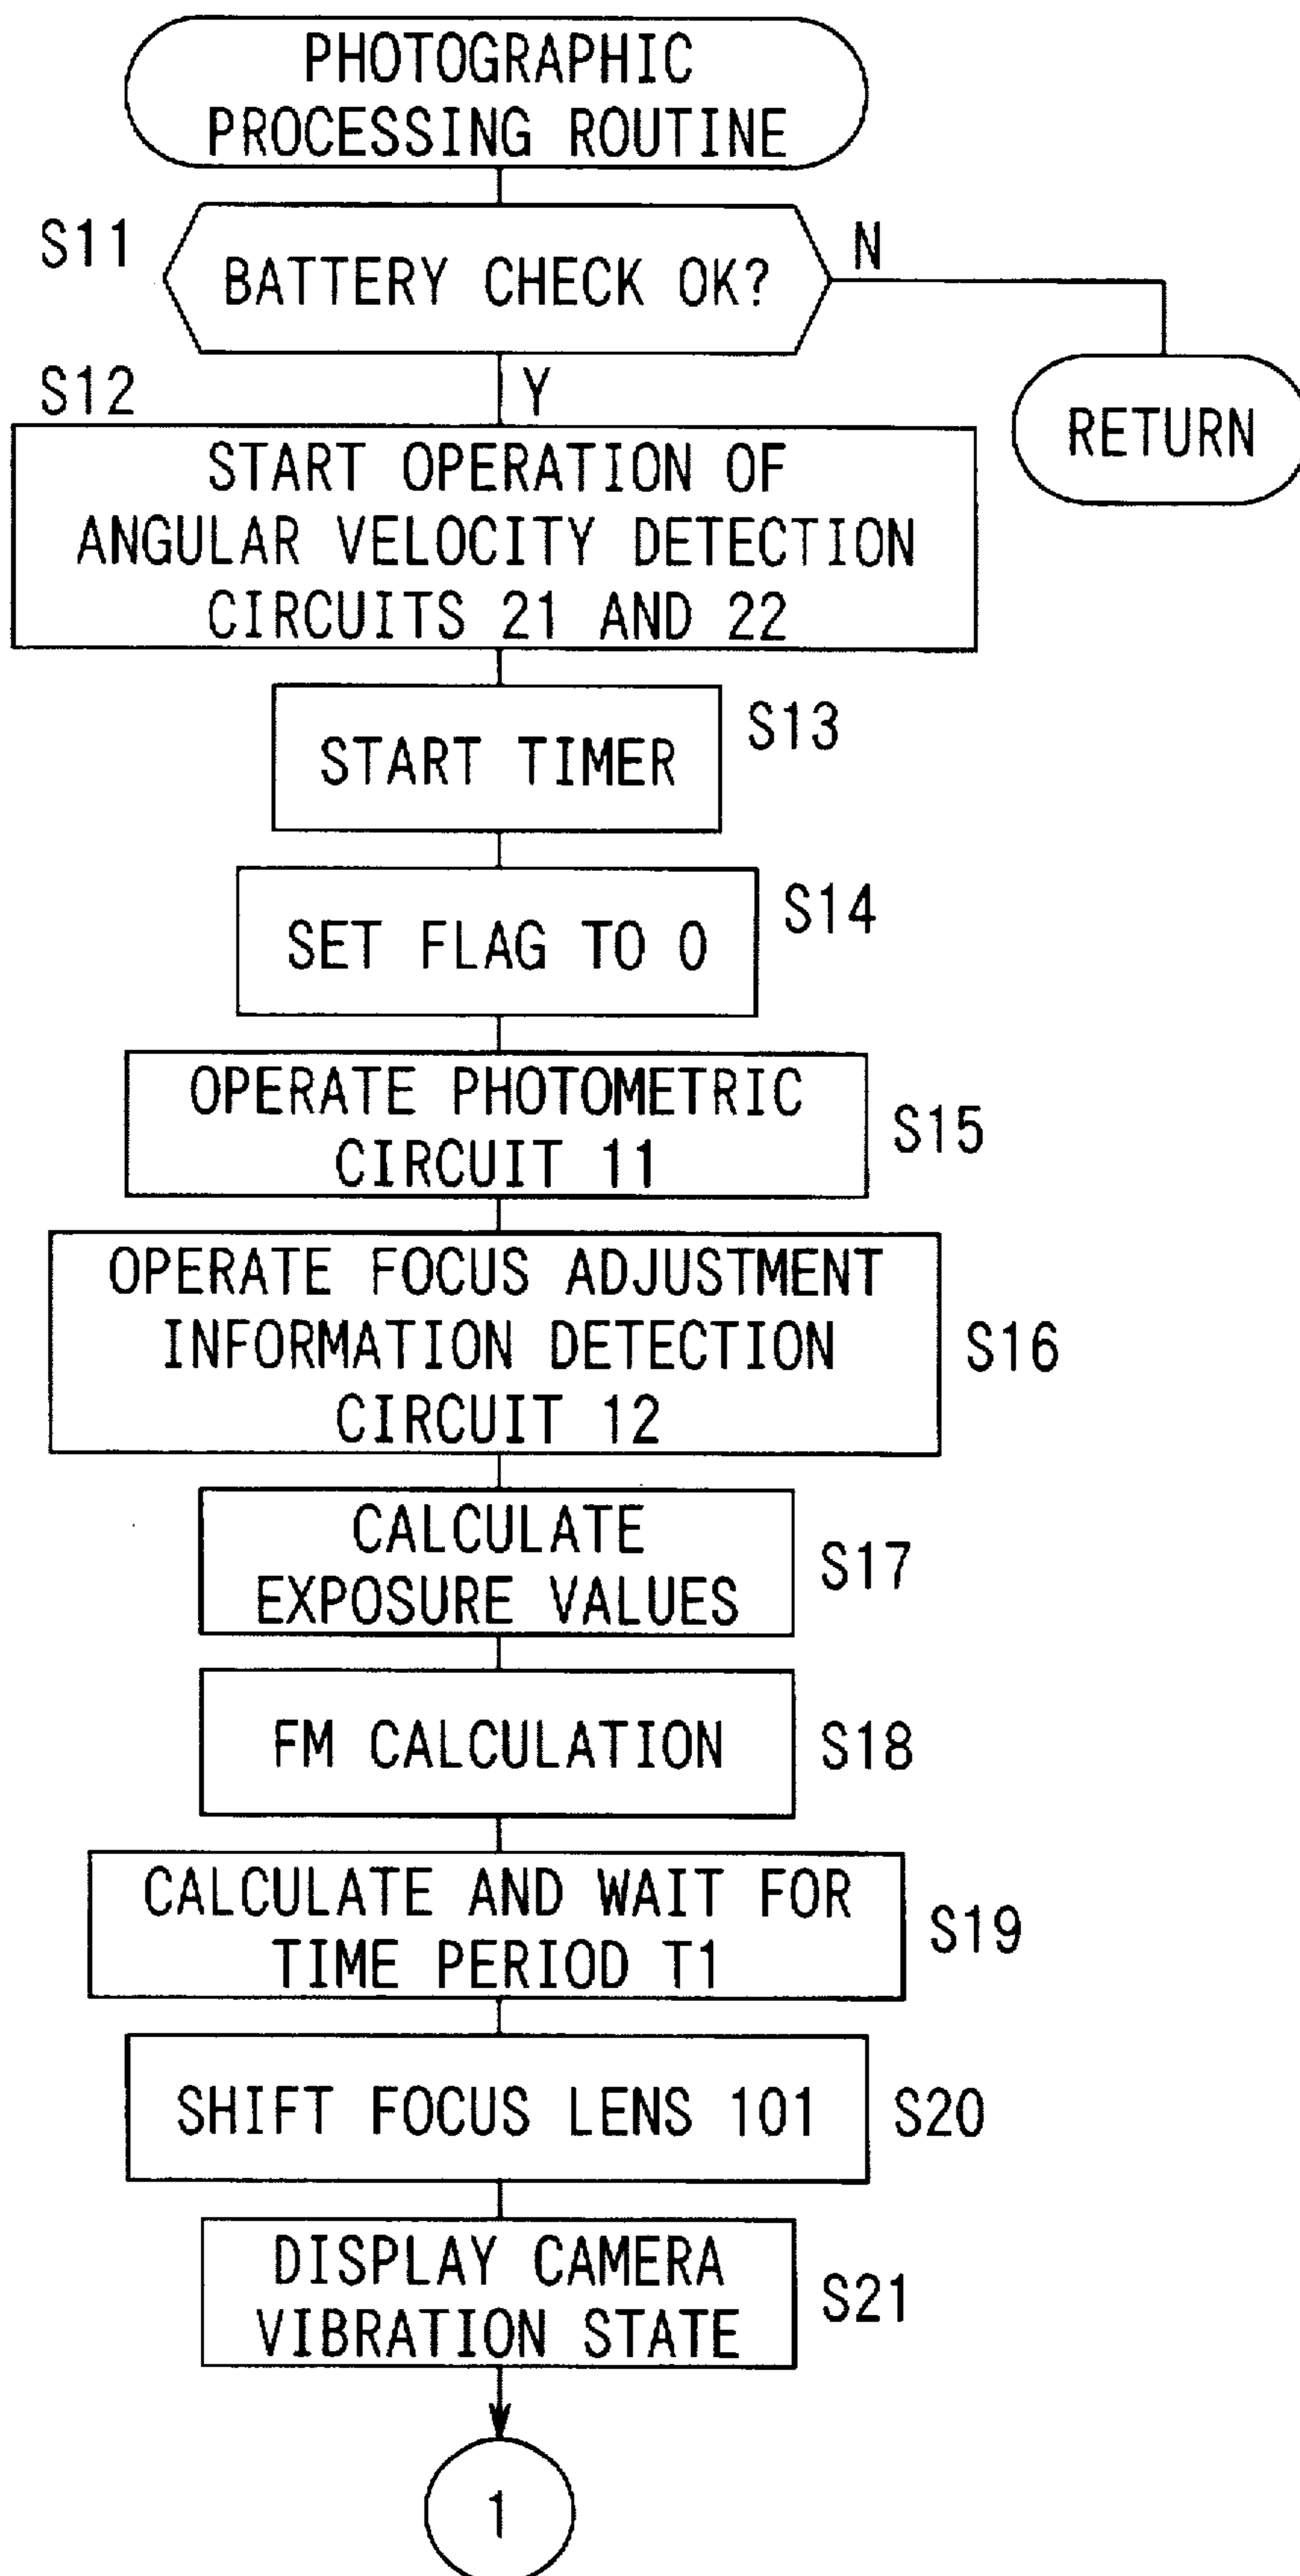 PHOTOGRAPHIC
PROCESSING ROUTINE
S11
BATTERY CHECK OK?
N
S12
Y
RETURN
START OPERATION OF
ANGULAR VELOCITY DETECTION
CIRCUITS 21 AND 22
START TIMER
S13
SET FLAG TO 0
S14
OPERATE PHOTOMETRIC
CIRCUIT 11
S15
OPERATE FOCUS ADJUSTMENT
INFORMATION DETECTION
CIRCUIT 12
S16
CALCULATE
EXPOSURE VALUES
S17
FM CALCULATION
S18
CALCULATE AND WAIT FOR
TIME PERIOD T1
S19
SHIFT FOCUS LENS 101
S20
DISPLAY CAMERA
VIBRATION STATE
S21
1